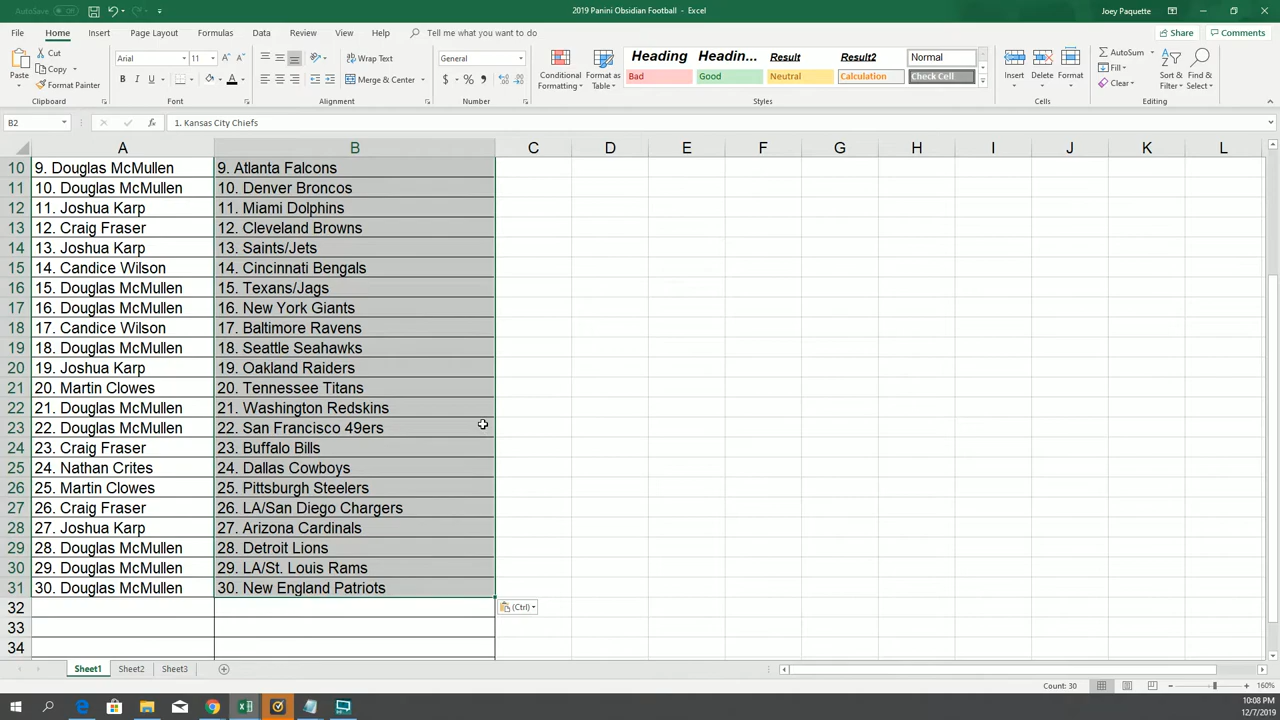 AutoSave Off 2019 Panini Obsidian Football - Excel Joey Paquette
File Home Insert Page Layout Formulas Data Review View Help Tell me what you want to do Share Comments
Paste Cut Copy Format Painter Clipboard
Arial 11 A A B I U A Font
Wrap Text Merge & Center Alignment
General $ % , Number
Conditional Formatting Format as Table
Heading Headin... Result Result2 Normal
Bad Good Neutral Calculation Check Cell
Styles
Insert Delete Format Cells
AutoSum Fill Clear Sort & Filter Find & Select Editing
B2 fx 1. Kansas City Chiefs
A B C D E F G H I J K L
10 9. Douglas McMullen 9. Atlanta Falcons
11 10. Douglas McMullen 10. Denver Broncos
12 11. Joshua Karp 11. Miami Dolphins
13 12. Craig Fraser 12. Cleveland Browns
14 13. Joshua Karp 13. Saints/Jets
15 14. Candice Wilson 14. Cincinnati Bengals
16 15. Douglas McMullen 15. Texans/Jags
17 16. Douglas McMullen 16. New York Giants
18 17. Candice Wilson 17. Baltimore Ravens
19 18. Douglas McMullen 18. Seattle Seahawks
20 19. Joshua Karp 19. Oakland Raiders
21 20. Martin Clowes 20. Tennessee Titans
22 21. Douglas McMullen 21. Washington Redskins
23 22. Douglas McMullen 22. San Francisco 49ers
24 23. Craig Fraser 23. Buffalo Bills
25 24. Nathan Crites 24. Dallas Cowboys
26 25. Martin Clowes 25. Pittsburgh Steelers
27 26. Craig Fraser 26. LA/San Diego Chargers
28 27. Joshua Karp 27. Arizona Cardinals
29 28. Douglas McMullen 28. Detroit Lions
30 29. Douglas McMullen 29. LA/St. Louis Rams
31 30. Douglas McMullen 30. New England Patriots
32 (Ctrl)
33
34
Sheet1 Sheet2 Sheet3
Count: 30 160%
10:08 PM
12/7/2019